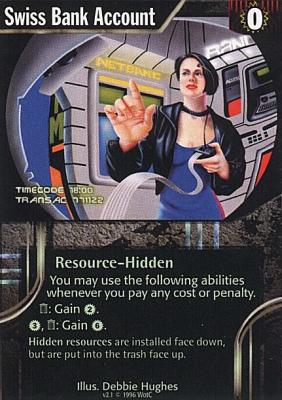 Swiss Bank Account
0
NETBANK
BANK
TIMECODE 18:00
TRANSAC 771122
Resource-Hidden
You may use the following abilities
whenever you pay any cost or penalty.
: Gain 2.
3, : Gain 6.
Hidden resources are installed face down,
but are put into the trash face up.
Illus. Debbie Hughes
v2.1 © 1996 WotC